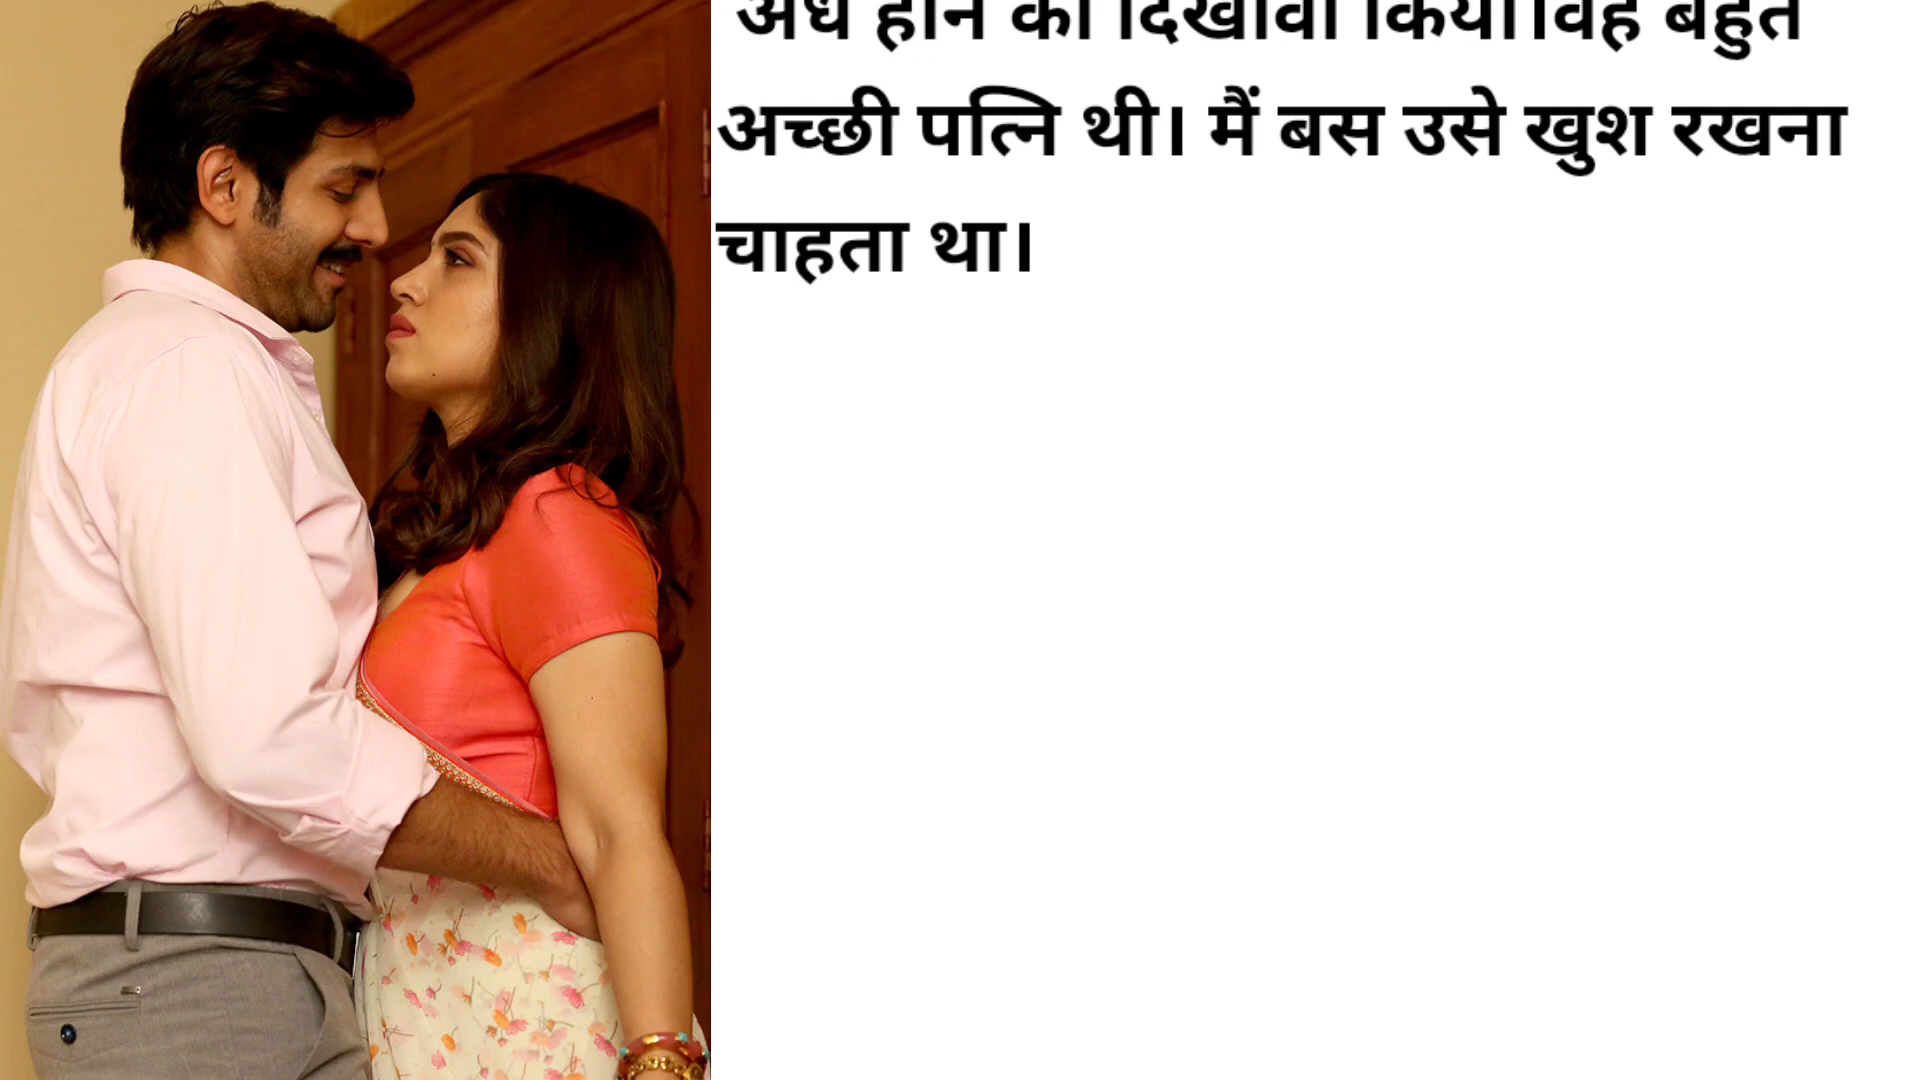 अंधे होने का दिखावा किया।वह बहुत
अच्छी पत्नि थी। मैं बस उसे खुश रखना
चाहता था।